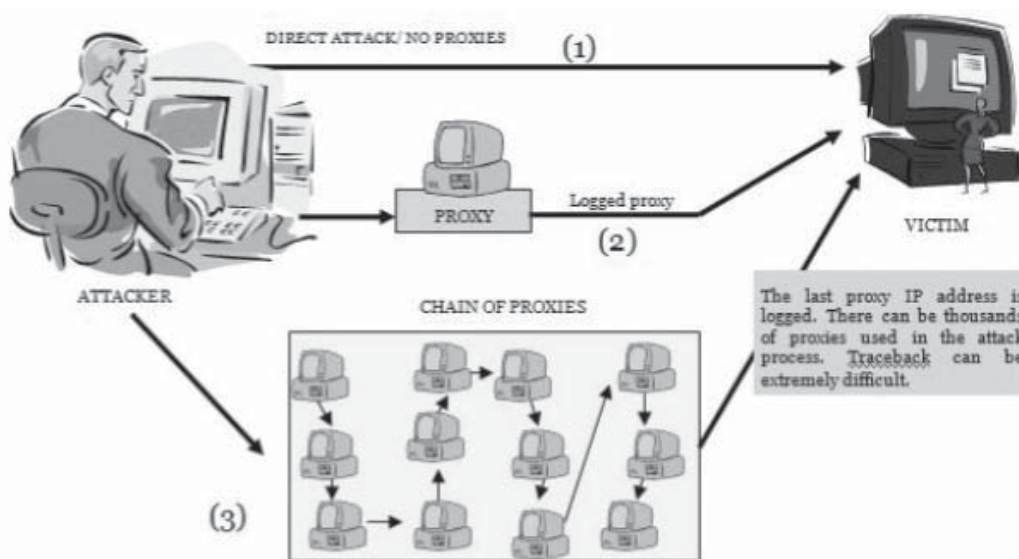 DIRECT ATTACK/ NO PROXIES
(1)
PROXY
Logged proxy
(2)
VICTIM
ATTACKER
CHAIN OF PROXIES
The last proxy IP address is
logged. There can be thousands
of proxies used in the attack
process. Traceback can be
extremely difficult.
(3)